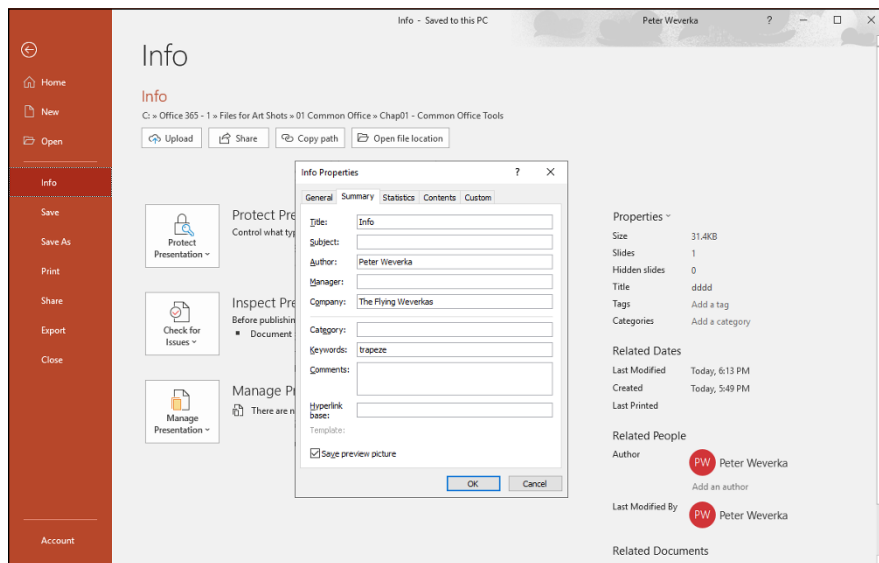 Info - Saved to this PC
Peter Weverka
?
Info
Home
New
Open
Info
Save
Save As
Print
Share
Export
Close
Account
Info
C: » Office 365 - 1 » Files for Art Shots » 01 Common Office » Chap01 - Common Office Tools
Upload
Share
Copy path
Open file location
Protect Presentation
Protect Pre
Control what typ
Check for Issues
Inspect Pre
Before publishin
Document
Manage Presentation
Manage Pr
There are n
Info Properties
?
General Summary Statistics Contents Custom
Title: Info
Subject:
Author: Peter Weverka
Manager:
Company: The Flying Weverkas
Category:
Keywords: trapeze
Comments:
Hyperlink base:
Template:
Save preview picture
OK Cancel
Properties
Size 31.4KB
Slides 1
Hidden slides 0
Title dddd
Tags Add a tag
Categories Add a category
Related Dates
Last Modified Today, 6:13 PM
Created Today, 5:49 PM
Last Printed
Related People
Author PW Peter Weverka
Add an author
Last Modified By PW Peter Weverka
Related Documents